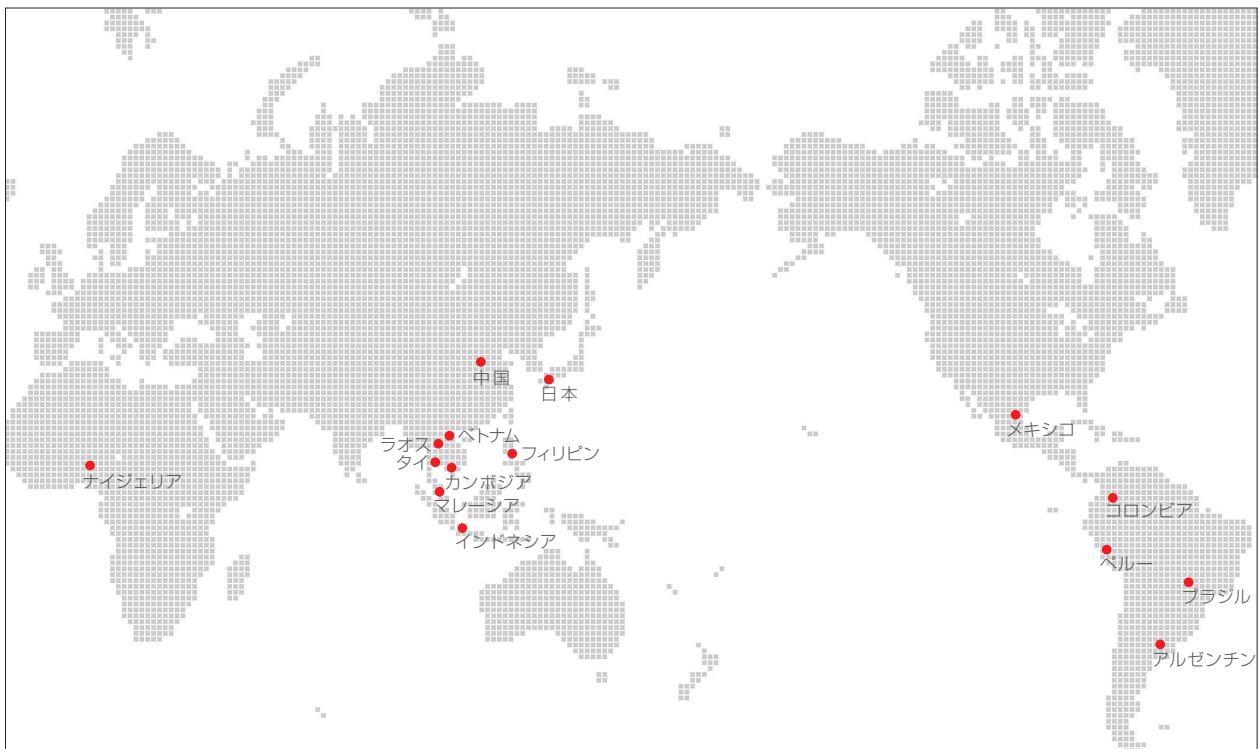 中国
日本
メキシコ
ベトナム
ラオス
フィリピン
タイ
ナイジェリア
カンボジア
マレーシア
コロンビア
インドネシア
ペルー
ブラジル
アルゼンチン